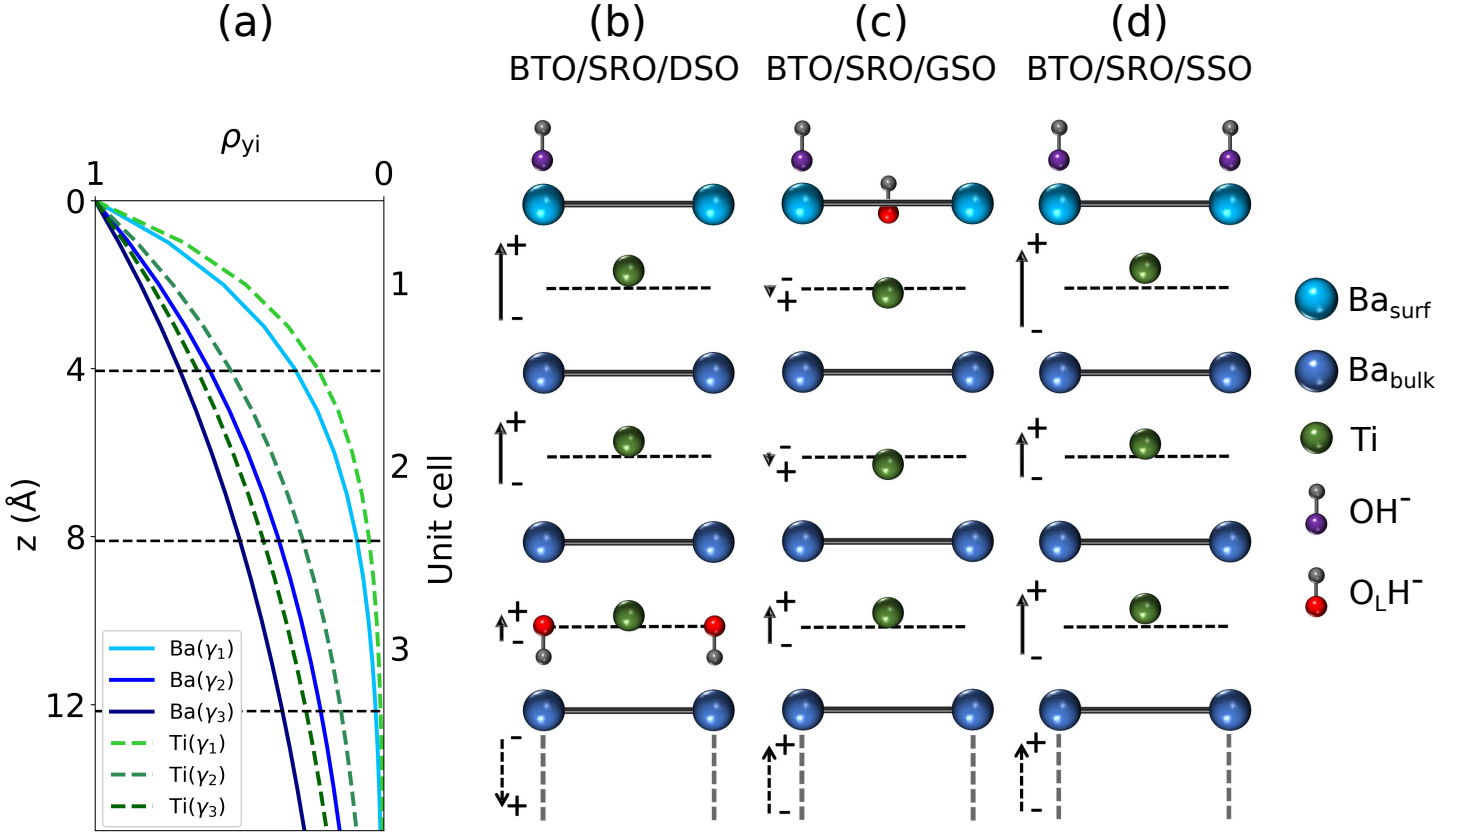 (a)
(b)
(c)
(d)
BTO/SRO/DSO
BTO/SRO/GSO
BTO/SRO/SSO
ρyi
1
0
0
4
8
12
z (Å)
1
2
3
Unit cell
Ba(γ1)
Ba(γ2)
Ba(γ3)
Ti(γ1)
Ti(γ2)
Ti(γ3)
+
-
+
-
+
-
-
+
-
+
-
+
+
-
+
-
+
-
+
-
+
-
+
-
Basurf
Babulk
Ti
OH-
OLH-